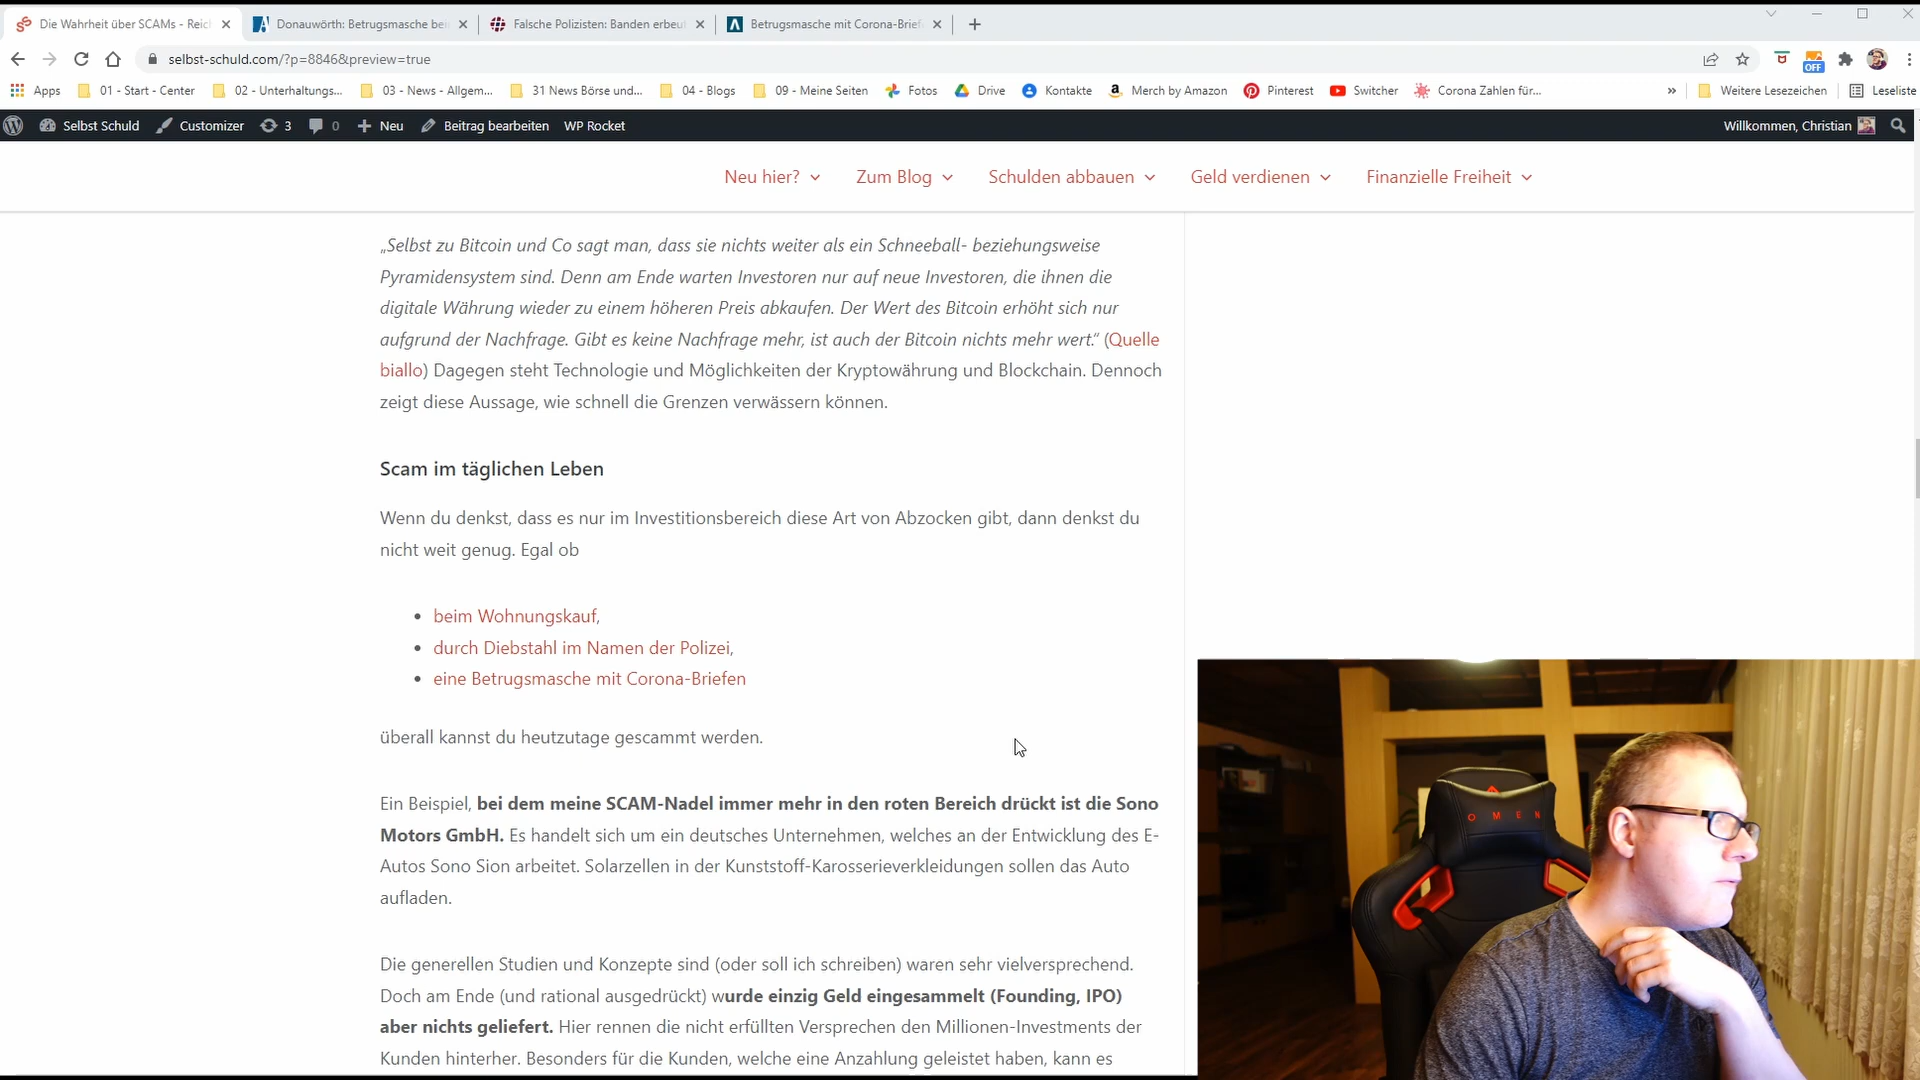 Die Wahrheit über SCAMs - Reich
Donauwörth: Betrugsmasche bei
Falsche Polizisten: Banden erbeut
Betrugsmasche mit Corona-Brief
selbst-schuld.com/?p=8846&preview=true
OFF
Apps
01 - Start - Center
02 - Unterhaltungs...
03 - News - Allgem...
31 News Börse und...
04 - Blogs
09 - Meine Seiten
Fotos
Drive
Kontakte
Merch by Amazon
Pinterest
Switcher
Corona Zahlen für...
»
Weitere Lesezeichen
Leseliste
Selbst Schuld
Customizer
3
0
Neu
Beitrag bearbeiten
WP Rocket
Willkommen, Christian
Neu hier?
Zum Blog
Schulden abbauen
Geld verdienen
Finanzielle Freiheit
„Selbst zu Bitcoin und Co sagt man, dass sie nichts weiter als ein Schneeball- beziehungsweise
Pyramidensystem sind. Denn am Ende warten Investoren nur auf neue Investoren, die ihnen die
digitale Währung wieder zu einem höheren Preis abkaufen. Der Wert des Bitcoin erhöht sich nur
aufgrund der Nachfrage. Gibt es keine Nachfrage mehr, ist auch der Bitcoin nichts mehr wert.“ (Quelle
biallo) Dagegen steht Technologie und Möglichkeiten der Kryptowährung und Blockchain. Dennoch
zeigt diese Aussage, wie schnell die Grenzen verwässern können.
Scam im täglichen Leben
Wenn du denkst, dass es nur im Investitionsbereich diese Art von Abzocken gibt, dann denkst du
nicht weit genug. Egal ob
• beim Wohnungskauf,
• durch Diebstahl im Namen der Polizei,
• eine Betrugsmasche mit Corona-Briefen
überall kannst du heutzutage gescammt werden.
Ein Beispiel, bei dem meine SCAM-Nadel immer mehr in den roten Bereich drückt ist die Sono
Motors GmbH. Es handelt sich um ein deutsches Unternehmen, welches an der Entwicklung des E-
Autos Sono Sion arbeitet. Solarzellen in der Kunststoff-Karosserieverkleidungen sollen das Auto
aufladen.
Die generellen Studien und Konzepte sind (oder soll ich schreiben) waren sehr vielversprechend.
Doch am Ende (und rational ausgedrückt) wurde einzig Geld eingesammelt (Founding, IPO)
aber nichts geliefert. Hier rennen die nicht erfüllten Versprechen den Millionen-Investments der
Kunden hinterher. Besonders für die Kunden, welche eine Anzahlung geleistet haben, kann es
OMEN